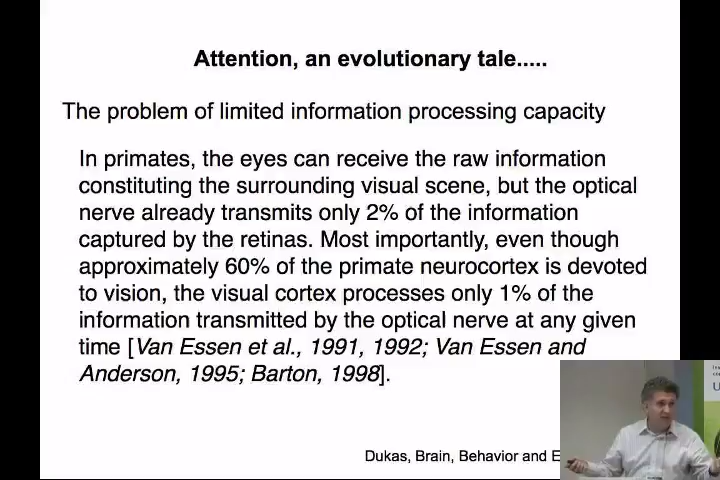 Attention, an evolutionary tale.....
The problem of limited information processing capacity
In primates, the eyes can receive the raw information
constituting the surrounding visual scene, but the optical
nerve already transmits only 2% of the information
captured by the retinas. Most importantly, even though
approximately 60% of the primate neurocortex is devoted
to vision, the visual cortex processes only 1% of the
information transmitted by the optical nerve at any given
time [Van Essen et al., 1991, 1992; Van Essen and
Anderson, 1995; Barton, 1998].
Dukas, Brain, Behavior and E